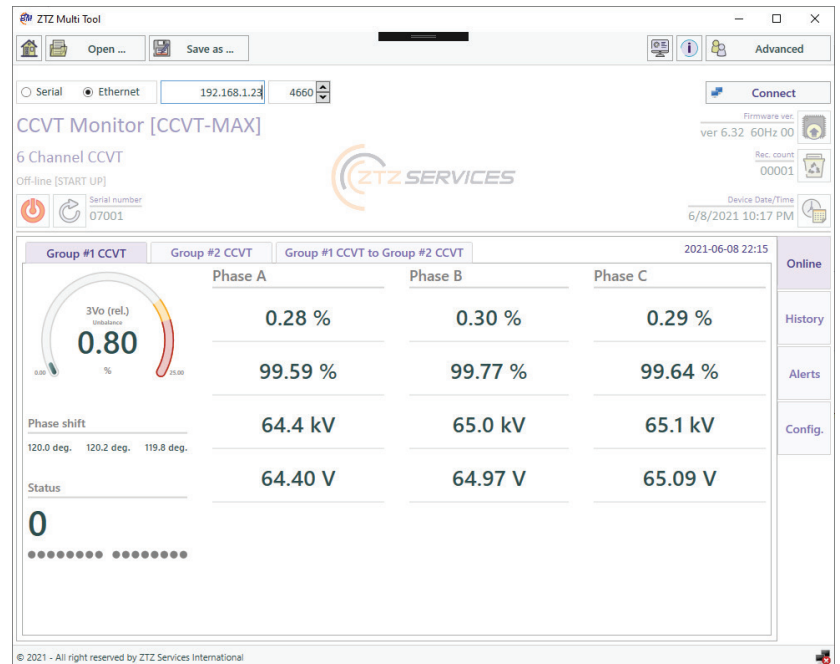 ZTZ Multi Tool
Open ... Save as ... Advanced
Serial Ethernet 192.168.1.23 4660 Connect
CCVT Monitor [CCVT-MAX]
Firmware ver.
ver 6.32 60Hz 00
6 Channel CCVT
Rec. count
00001
Off-line [START UP]
ZTZ SERVICES
Serial number
07001
Device Date/Time
6/8/2021 10:17 PM
Group #1 CCVT Group #2 CCVT Group #1 CCVT to Group #2 CCVT 2021-06-08 22:15
Online
History
Alerts
Config.
3Vo (rel.)
Unbalance
0.80
%
0.00 25.00
Phase A Phase B Phase C
0.28 % 0.30 % 0.29 %
99.59 % 99.77 % 99.64 %
64.4 kV 65.0 kV 65.1 kV
64.40 V 64.97 V 65.09 V
Phase shift
120.0 deg. 120.2 deg. 119.8 deg.
Status
0
© 2021 - All right reserved by ZTZ Services International